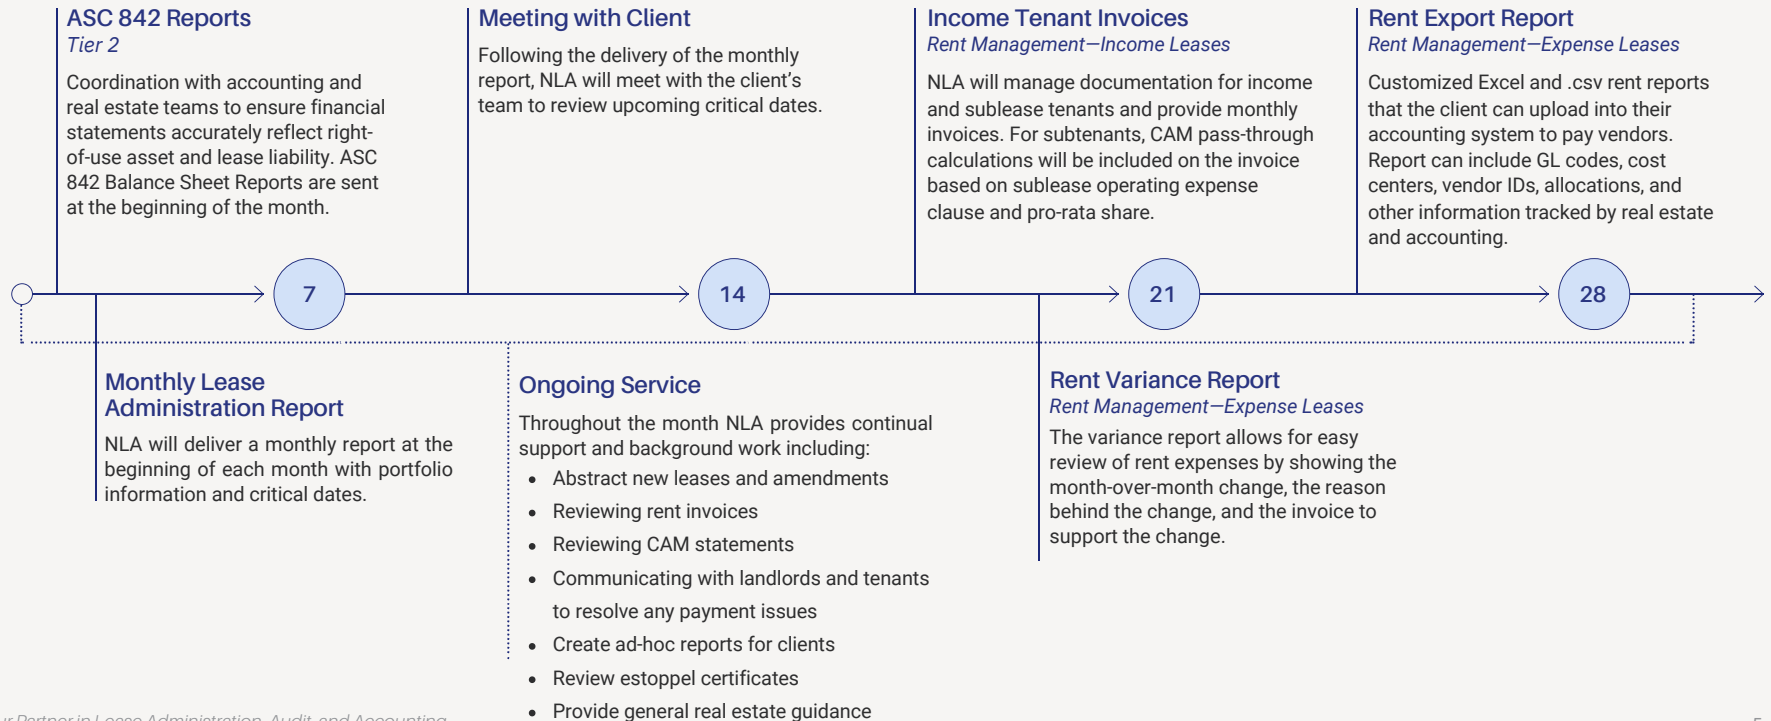 ASC 842 Reports
Tier 2
Coordination with accounting and
real estate teams to ensure financial
statements accurately reflect right-
of-use asset and lease liability. ASC
842 Balance Sheet Reports are sent
at the beginning of the month.
Meeting with Client
Following the delivery of the monthly
report, NLA will meet with the client’s
team to review upcoming critical dates.
Income Tenant Invoices
Rent Management—Income Leases
NLA will manage documentation for income
and sublease tenants and provide monthly
invoices. For subtenants, CAM pass-through
calculations will be included on the invoice
based on sublease operating expense
clause and pro-rata share.
Rent Export Report
Rent Management—Expense Leases
Customized Excel and .csv rent reports
that the client can upload into their
accounting system to pay vendors.
Report can include GL codes, cost
centers, vendor IDs, allocations, and
other information tracked by real estate
and accounting.
7
14
21
28
Monthly Lease
Administration Report
NLA will deliver a monthly report at the
beginning of each month with portfolio
information and critical dates.
Ongoing Service
Throughout the month NLA provides continual
support and background work including:
• Abstract new leases and amendments
• Reviewing rent invoices
• Reviewing CAM statements
• Communicating with landlords and tenants
to resolve any payment issues
• Create ad-hoc reports for clients
• Review estoppel certificates
• Provide general real estate guidance
Rent Variance Report
Rent Management—Expense Leases
The variance report allows for easy
review of rent expenses by showing the
month-over-month change, the reason
behind the change, and the invoice to
support the change.
Partner in Lease Administration, Audit, and Accounting